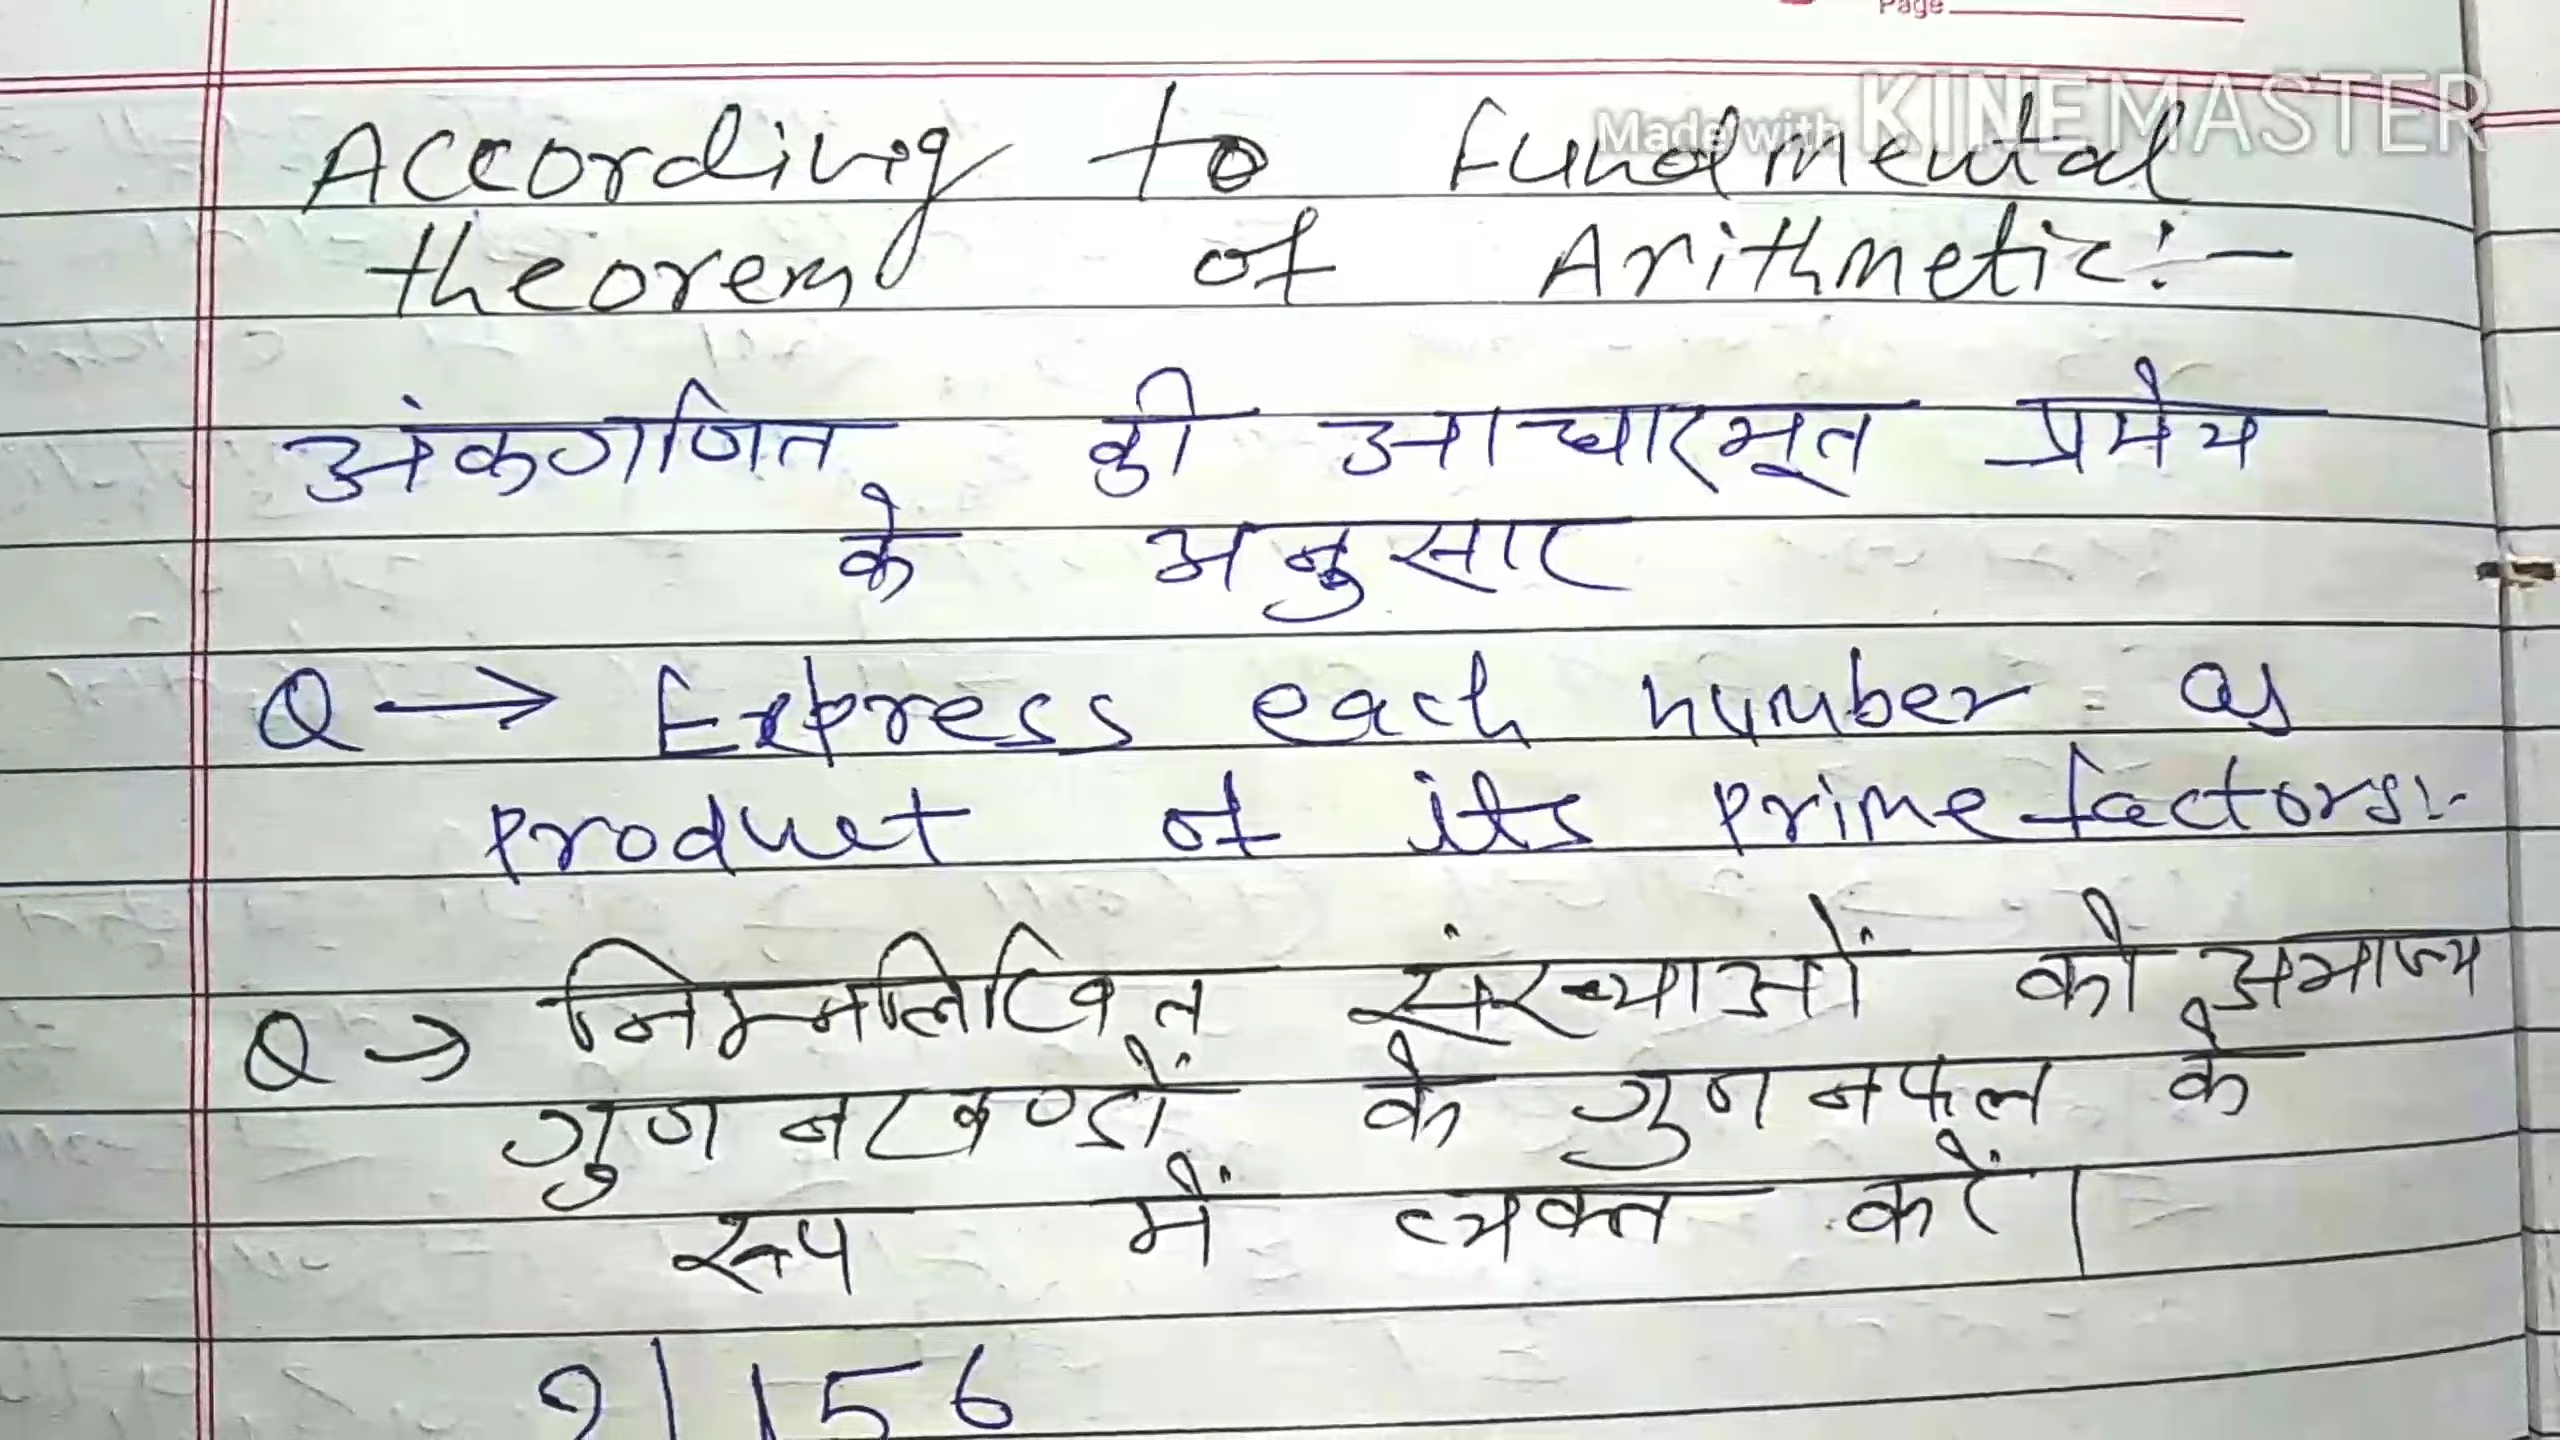 Page
Made with KINEMASTER
According to Fundmental
theorem of Arithmetic:-
अंकगणित की आधारभूत प्रमेय
के अनुसार
Q → Express each number as
product of its prime factors:-
Q → निम्नलिखित संख्याओं को अभाज्य
गुणनखण्डों के गुणनफल के
रूप में व्यक्त करें।
2 | 156